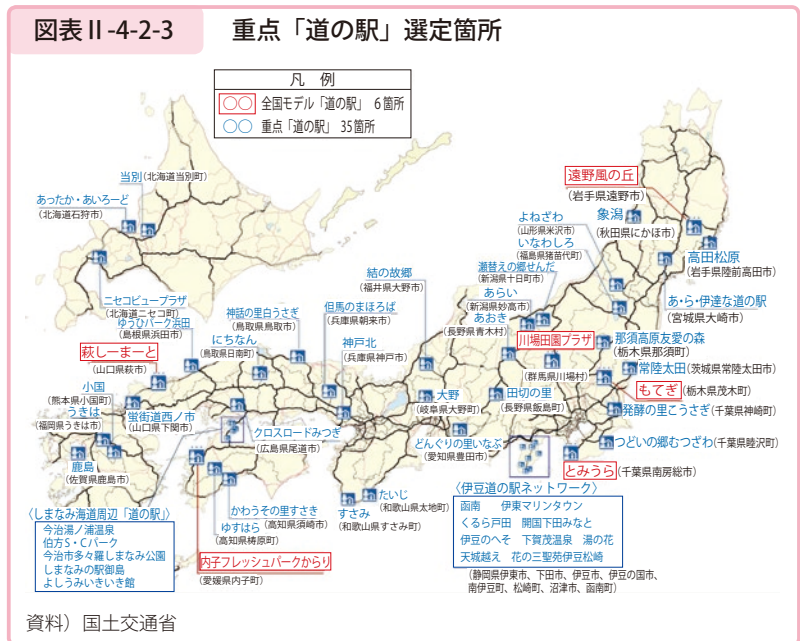 図表Ⅱ-4-2-3 重点「道の駅」選定箇所
凡 例
○○ 全国モデル「道の駅」 6箇所
○○ 重点「道の駅」 35箇所
当別(北海道当別町)
あったか・あいろーど
(北海道石狩市)
ニセコビュープラザ
(北海道ニセコ町)
遠野風の丘
(岩手県遠野市)
象潟
(秋田県にかほ市)
高田松原
(岩手県陸前高田市)
よねざわ
(山形県米沢市)
いなわしろ
(福島県猪苗代町)
瀬替えの郷せんだ
(新潟県十日町市)
あらい
(新潟県妙高市)
あおき
(長野県青木村)
あ・ら・伊達な道の駅
(宮城県大崎市)
結の故郷
(福井県大野市)
但馬のまほろば
(兵庫県朝来市)
神話の里白うさぎ
(鳥取県鳥取市)
ゆうひパーク浜田
(島根県浜田市)
にちなん
(鳥取県日南町)
神戸北
(兵庫県神戸市)
萩しーまーと
(山口県萩市)
川場田園プラザ
(群馬県川場村)
那須高原友愛の森
(栃木県那須町)
常陸太田(茨城県常陸太田市)
もてぎ(栃木県茂木町)
発酵の里こうざき(千葉県神崎町)
つどいの郷むつざわ(千葉県睦沢町)
とみうら(千葉県南房総市)
小国
(熊本県小国町)
うきは
(福岡県うきは市)
蛍街道西ノ市
(山口県下関市)
鹿島
(佐賀県鹿島市)
クロスロードみつぎ
(広島県尾道市)
大野
(岐阜県大野町)
田切の里
(長野県飯島町)
どんぐりの里いなぶ
(愛知県豊田市)
たいじ
(和歌山県太地町)
すさみ
(和歌山県すさみ町)
かわうその里すさき
(高知県須崎市)
ゆすはら
(高知県梼原町)
内子フレッシュパークからり
(愛媛県内子町)
〈しまなみ海道周辺「道の駅」〉
今治湯ノ浦温泉
伯方S・Cパーク
今治市多々羅しまなみ公園
しまなみの駅御島
よしうみいきいき館
〈伊豆道の駅ネットワーク〉
函南 伊東マリンタウン
くるら戸田 開国下田みなと
伊豆のへそ 下賀茂温泉 湯の花
天城越え 花の三聖苑伊豆松崎
(静岡県伊東市、下田市、伊豆市、伊豆の国市、
南伊豆町、松崎町、沼津市、函南町)
資料)国土交通省